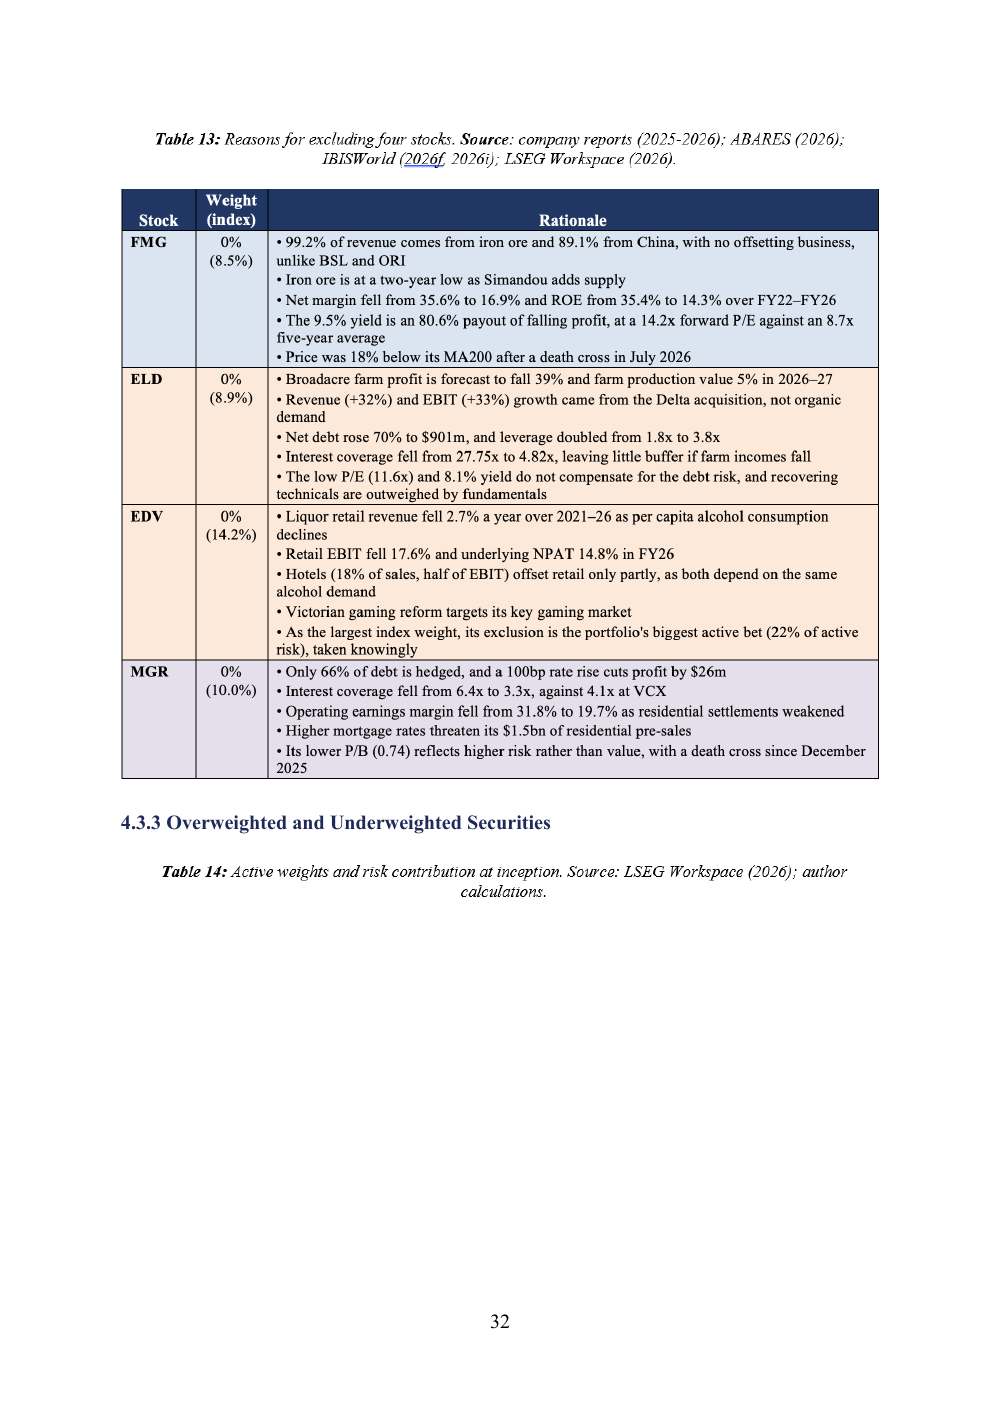 Table 13: Reasons for excluding four stocks. Source: company reports (2025-2026); ABARES (2026);
IBISWorld (2026f, 2026i); LSEG Workspace (2026).
Stock
Weight
(index)
Rationale
FMG
0%
(8.5%)
• 99.2% of revenue comes from iron ore and 89.1% from China, with no offsetting business,
unlike BSL and ORI
• Iron ore is at a two-year low as Simandou adds supply
• Net margin fell from 35.6% to 16.9% and ROE from 35.4% to 14.3% over FY22–FY26
• The 9.5% yield is an 80.6% payout of falling profit, at a 14.2x forward P/E against an 8.7x
five-year average
• Price was 18% below its MA200 after a death cross in July 2026
ELD
0%
(8.9%)
• Broadacre farm profit is forecast to fall 39% and farm production value 5% in 2026–27
• Revenue (+32%) and EBIT (+33%) growth came from the Delta acquisition, not organic
demand
• Net debt rose 70% to $901m, and leverage doubled from 1.8x to 3.8x
• Interest coverage fell from 27.75x to 4.82x, leaving little buffer if farm incomes fall
• The low P/E (11.6x) and 8.1% yield do not compensate for the debt risk, and recovering
technicals are outweighed by fundamentals
EDV
0%
(14.2%)
• Liquor retail revenue fell 2.7% a year over 2021–26 as per capita alcohol consumption
declines
• Retail EBIT fell 17.6% and underlying NPAT 14.8% in FY26
• Hotels (18% of sales, half of EBIT) offset retail only partly, as both depend on the same
alcohol demand
• Victorian gaming reform targets its key gaming market
• As the largest index weight, its exclusion is the portfolio's biggest active bet (22% of active
risk), taken knowingly
MGR
0%
(10.0%)
• Only 66% of debt is hedged, and a 100bp rate rise cuts profit by $26m
• Interest coverage fell from 6.4x to 3.3x, against 4.1x at VCX
• Operating earnings margin fell from 31.8% to 19.7% as residential settlements weakened
• Higher mortgage rates threaten its $1.5bn of residential pre-sales
• Its lower P/B (0.74) reflects higher risk rather than value, with a death cross since December
2025
4.3.3 Overweighted and Underweighted Securities
Table 14: Active weights and risk contribution at inception. Source: LSEG Workspace (2026); author
calculations.
32